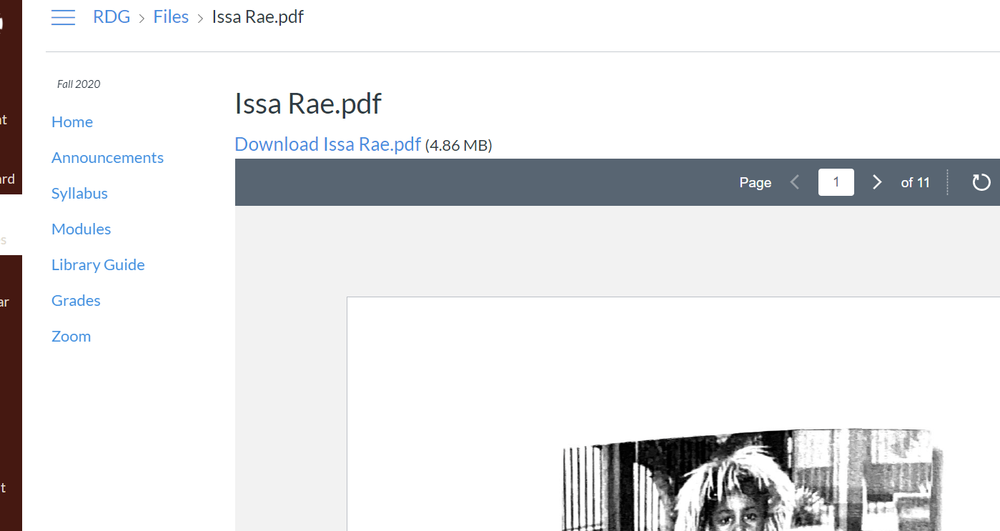 RDG > Files > Issa Rae.pdf
Fall 2020
Home
Announcements
Syllabus
Modules
Library Guide
Grades
Zoom
Issa Rae.pdf
Download Issa Rae.pdf (4.86 MB)
Page 1 of 11